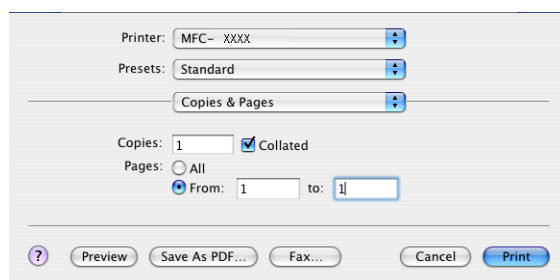 Printer: MFC- XXXX
Presets: Standard
Copies & Pages
Copies: 1 Collated
Pages: All
From: 1 to: 1
? Preview Save As PDF... Fax... Cancel Print